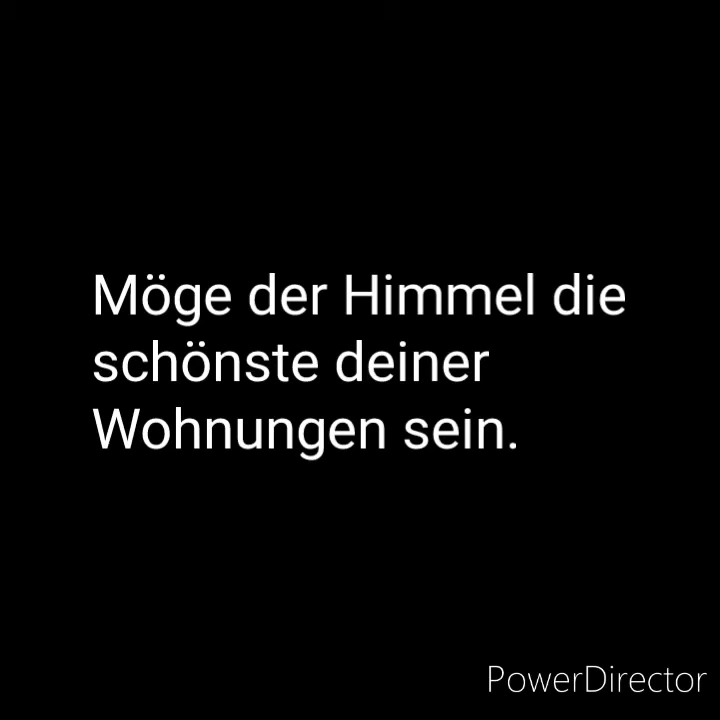 Möge der Himmel die
schönste deiner
Wohnungen sein.
PowerDirector